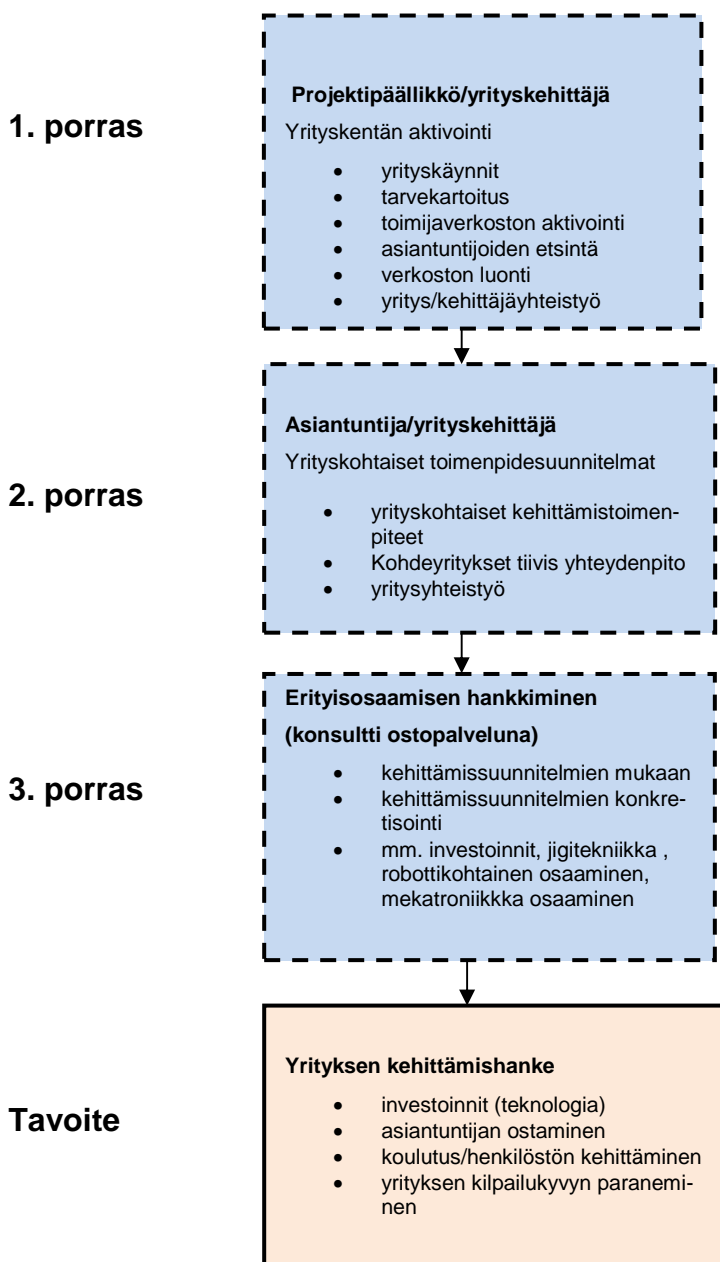 1. porras
Projektipäällikkö/yrityskehittäjä
Yrityskentän aktivointi
• yrityskäynnit
• tarvekartoitus
• toimijaverkoston aktivointi
• asiantuntijoiden etsintä
• verkoston luonti
• yritys/kehittäjäyhteistyö
2. porras
Asiantuntija/yrityskehittäjä
Yrityskohtaiset toimenpidesuunnitelmat
• yrityskohtaiset kehittämistoimen-
piteet
• Kohdeyritykset tiivis yhteydenpito
• yritysyhteistyö
3. porras
Erityisosaamisen hankkiminen
(konsultti ostopalveluna)
• kehittämissuunnitelmien mukaan
• kehittämissuunnitelmien konkre-
tisointi
• mm. investoinnit, jigitekniikka ,
robottikohtainen osaaminen,
mekatroniikkka osaaminen
Tavoite
Yrityksen kehittämishanke
• investoinnit (teknologia)
• asiantuntijan ostaminen
• koulutus/henkilöstön kehittäminen
• yrityksen kilpailukyvyn paranemi-
nen